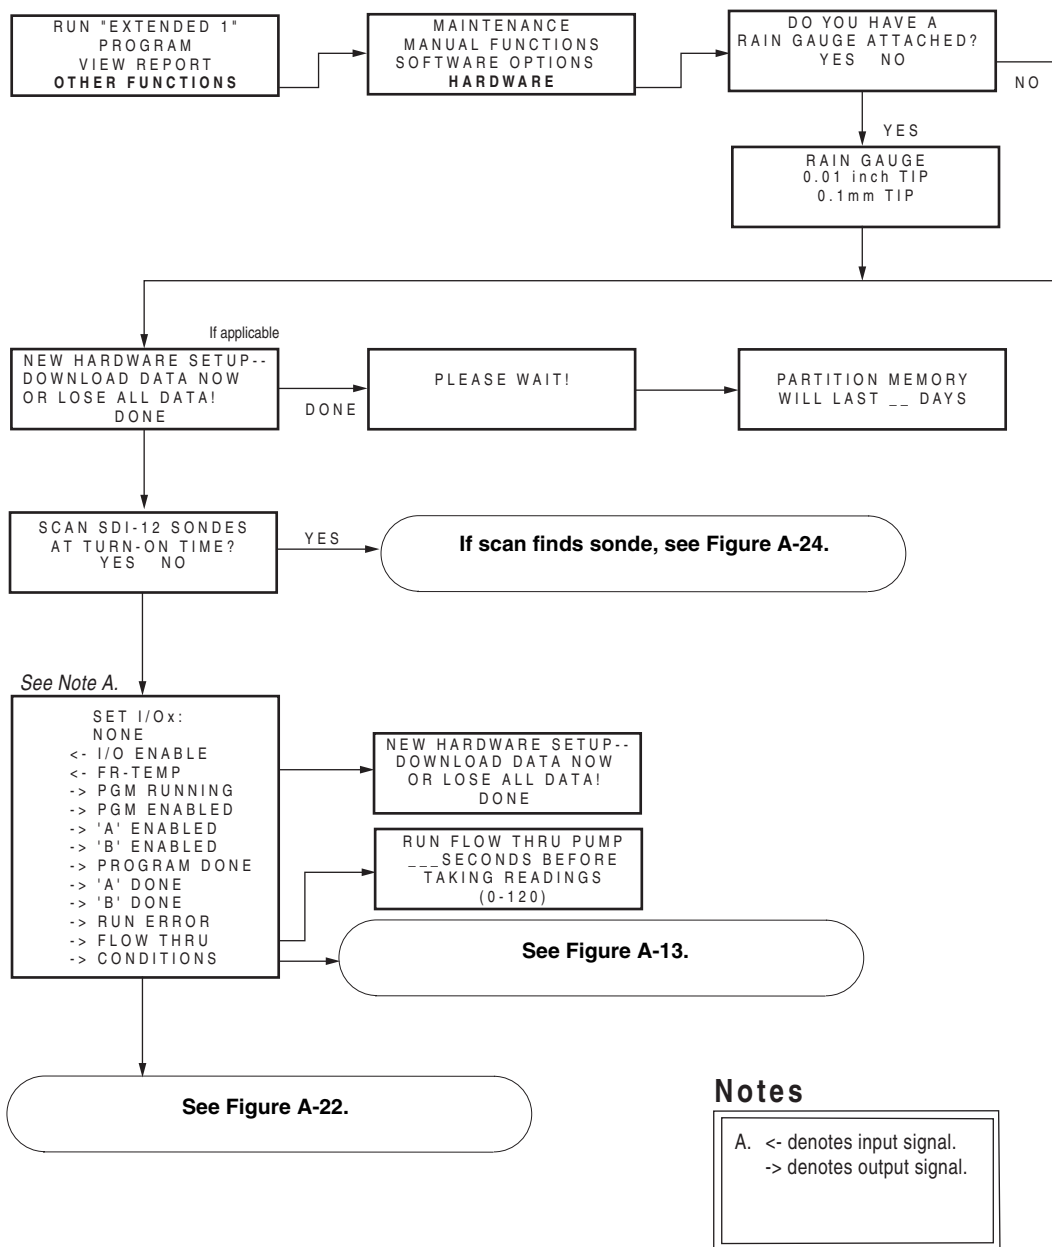 RUN "EXTENDED 1"
PROGRAM
VIEW REPORT
OTHER FUNCTIONS
MAINTENANCE
MANUAL FUNCTIONS
SOFTWARE OPTIONS
HARDWARE
DO YOU HAVE A
RAIN GAUGE ATTACHED?
YES NO
NO
YES
RAIN GAUGE
0.01 inch TIP
0.1mm TIP
If applicable
NEW HARDWARE SETUP--
DOWNLOAD DATA NOW
OR LOSE ALL DATA!
DONE
DONE
PLEASE WAIT!
PARTITION MEMORY
WILL LAST __ DAYS
SCAN SDI-12 SONDES
AT TURN-ON TIME?
YES NO
YES
If scan finds sonde, see Figure A-24.
See Note A.
SET I/Ox:
NONE
<- I/O ENABLE
<- FR-TEMP
-> PGM RUNNING
-> PGM ENABLED
-> 'A' ENABLED
-> 'B' ENABLED
-> PROGRAM DONE
-> 'A' DONE
-> 'B' DONE
-> RUN ERROR
-> FLOW THRU
-> CONDITIONS
NEW HARDWARE SETUP--
DOWNLOAD DATA NOW
OR LOSE ALL DATA!
DONE
RUN FLOW THRU PUMP
___SECONDS BEFORE
TAKING READINGS
(0-120)
See Figure A-13.
See Figure A-22.
Notes
A. <- denotes input signal.
-> denotes output signal.